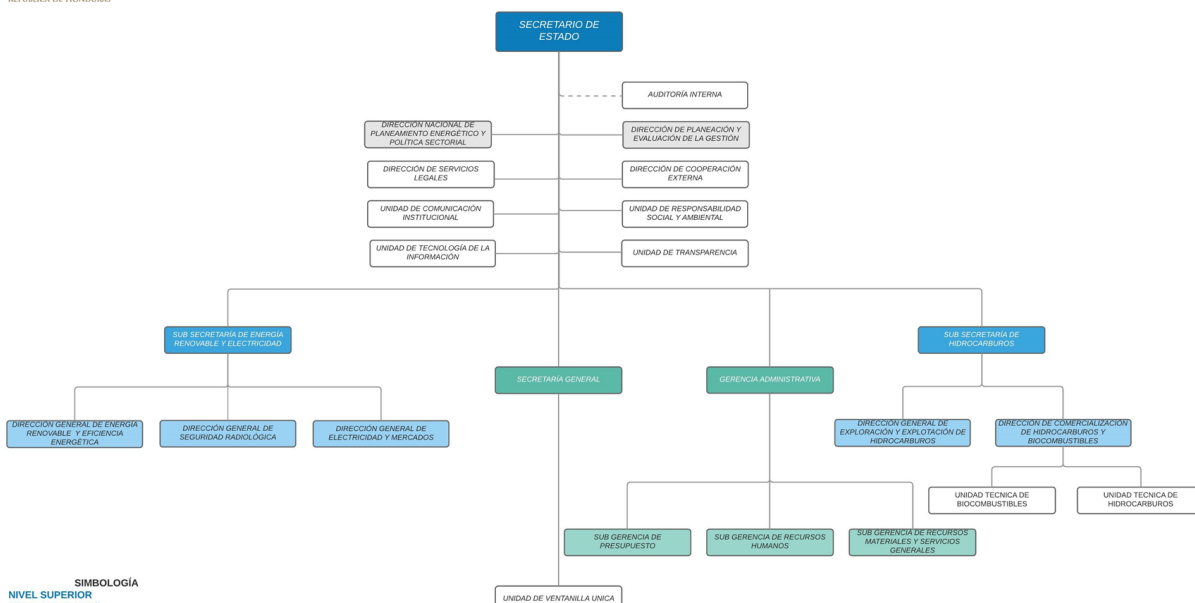 SECRETARIO DE
ESTADO
AUDITORÍA INTERNA
DIRECCIÓN NACIONAL DE
PLANEAMIENTO ENERGÉTICO Y
POLÍTICA SECTORIAL
DIRECCIÓN DE PLANEACIÓN Y
EVALUACIÓN DE LA GESTIÓN
DIRECCIÓN DE SERVICIOS
LEGALES
DIRECCIÓN DE COOPERACIÓN
EXTERNA
UNIDAD DE COMUNICACIÓN
INSTITUCIONAL
UNIDAD DE RESPONSABILIDAD
SOCIAL Y AMBIENTAL
UNIDAD DE TECNOLOGÍA DE LA
INFORMACIÓN
UNIDAD DE TRANSPARENCIA
SUB SECRETARÍA DE ENERGÍA
RENOVABLE Y ELECTRICIDAD
SUB SECRETARÍA DE
HIDROCARBUROS
SECRETARÍA GENERAL
GERENCIA ADMINISTRATIVA
DIRECCIÓN GENERAL DE ENERGÍA
RENOVABLE Y EFICIENCIA
ENERGÉTICA
DIRECCIÓN GENERAL DE
SEGURIDAD RADIOLÓGICA
DIRECCIÓN GENERAL DE
ELECTRICIDAD Y MERCADOS
DIRECCIÓN GENERAL DE
EXPLORACIÓN Y EXPLOTACIÓN DE
HIDROCARBUROS
DIRECCIÓN DE COMERCIALIZACIÓN
DE HIDROCARBUROS Y
BIOCOMBUSTIBLES
UNIDAD TECNICA DE
BIOCOMBUSTIBLES
UNIDAD TECNICA DE
HIDROCARBUROS
SUB GERENCIA DE
PRESUPUESTO
SUB GERENCIA DE RECURSOS
HUMANOS
SUB GERENCIA DE RECURSOS
MATERIALES Y SERVICIOS
GENERALES
SIMBOLOGÍA
NIVEL SUPERIOR
UNIDAD DE VENTANILLA UNICA